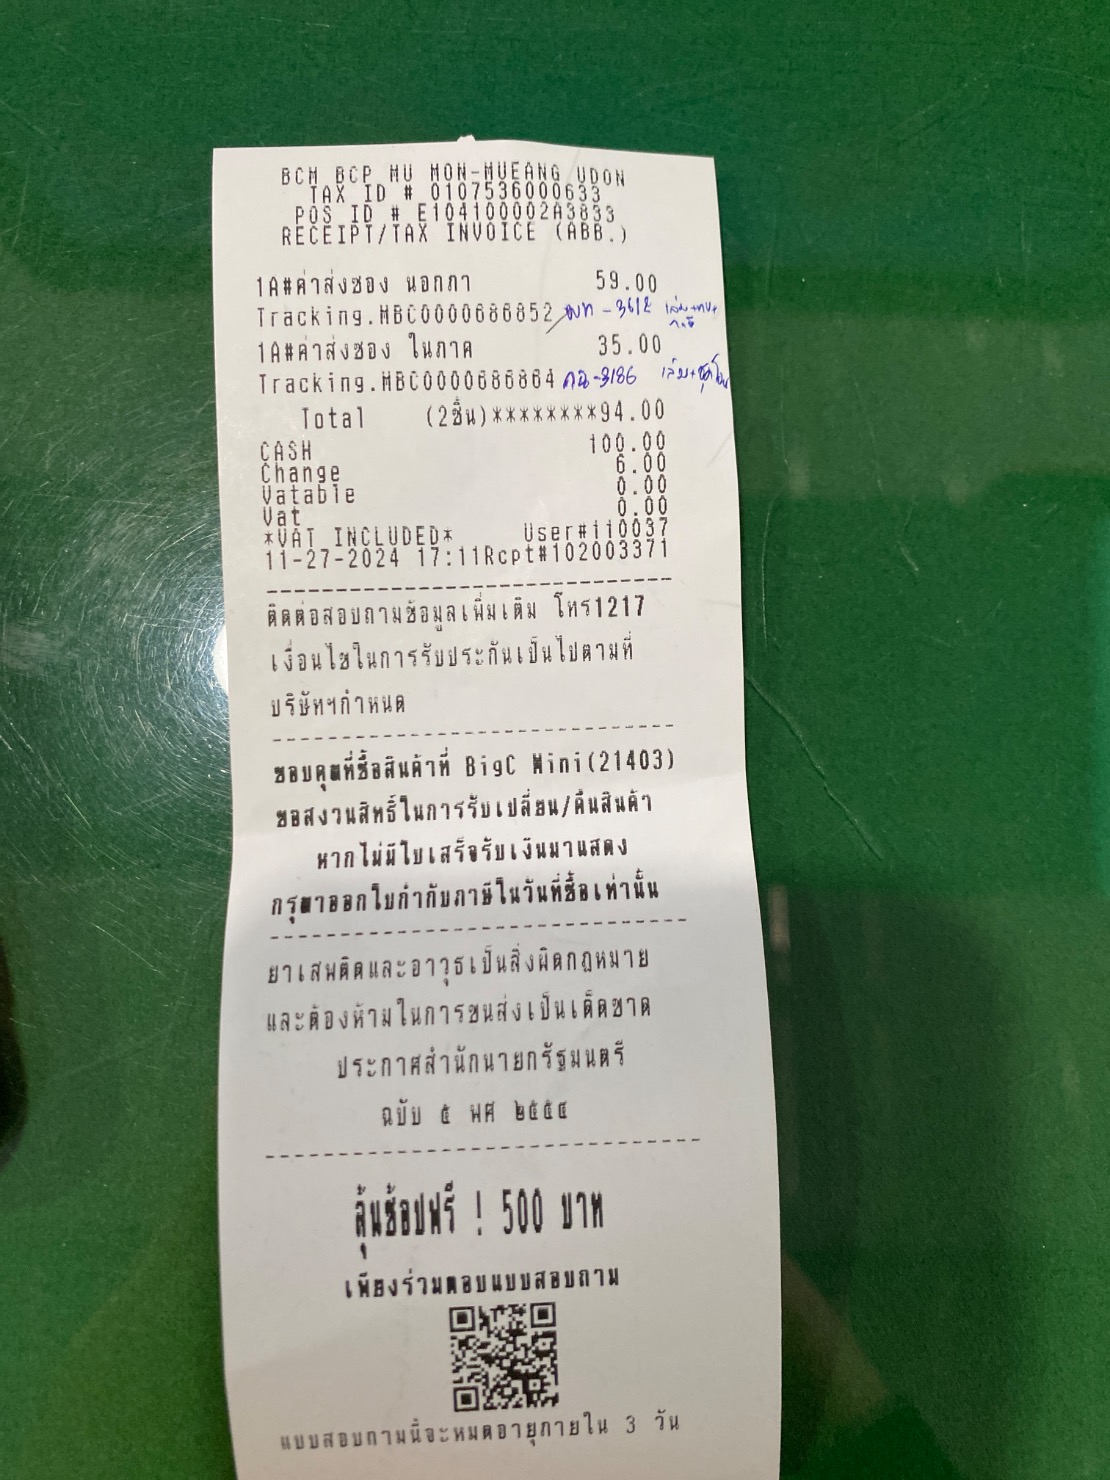 BCM BCP MU MON-MUEANG UDON
TAX ID # 0107536000633
POS ID # E104100002A3833
RECEIPT/TAX INVOICE (ABB.)
1A#ค่าส่งซอง นอกภา 59.00
Tracking.MBC0000686852 -3612
1A#ค่าส่งซอง ในภาค 35.00
Tracking.MBC0000686864 -3186
Total (2ชิ้น)********94.00
CASH 100.00
Change 6.00
Vatable 0.00
Vat 0.00
*VAT INCLUDED* User#110037
11-27-2024 17:11Rcpt#102003371
ติดต่อสอบถามข้อมูลเพิ่มเติม โทร1217
เงื่อนไขในการรับประกันเป็นไปตามที่
บริษัทฯกำหนด
ขอบคุณที่ซื้อสินค้าที่ BigC Mini(21403)
ขอสงวนสิทธิ์ในการรับเปลี่ยน/คืนสินค้า
หากไม่มีใบเสร็จรับเงินมาแสดง
กรุณาออกใบกำกับภาษีในวันที่ซื้อเท่านั้น
ยาเสพติดและอาวุธเป็นสิ่งผิดกฎหมาย
และต้องห้ามในการขนส่งเป็นเด็ดขาด
ประกาศสำนักนายกรัฐมนตรี
ฉบับ ๕ พศ ๒๕๕๔
ลุ้นช้อปฟรี ! 500 บาท
เพียงร่วมตอบแบบสอบถาม
แบบสอบถามนี้จะหมดอายุภายใน 3 วัน